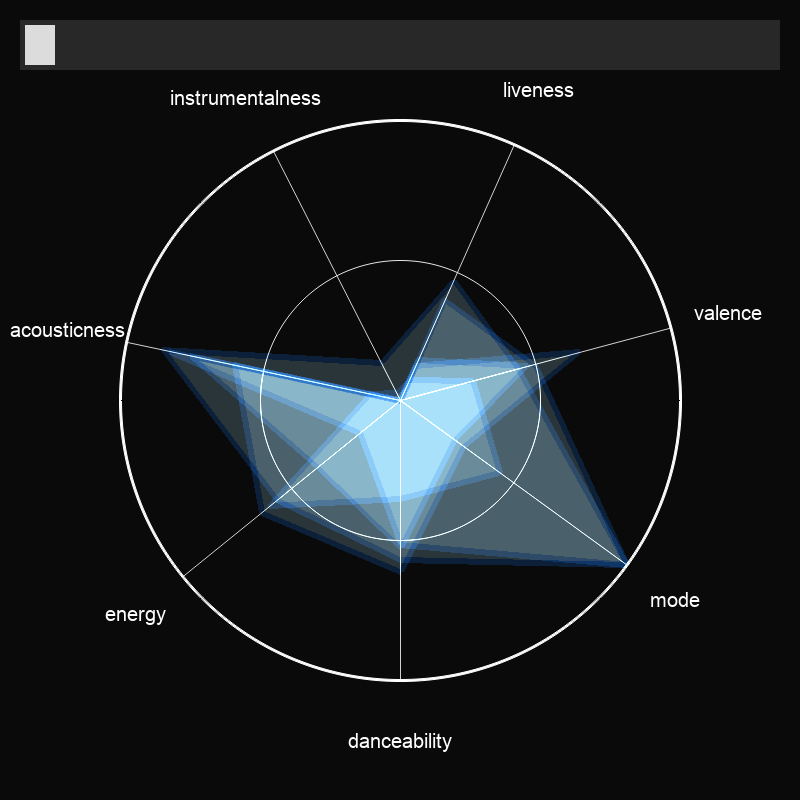 liveness
instrumentalness
valence
acousticness
mode
energy
danceability